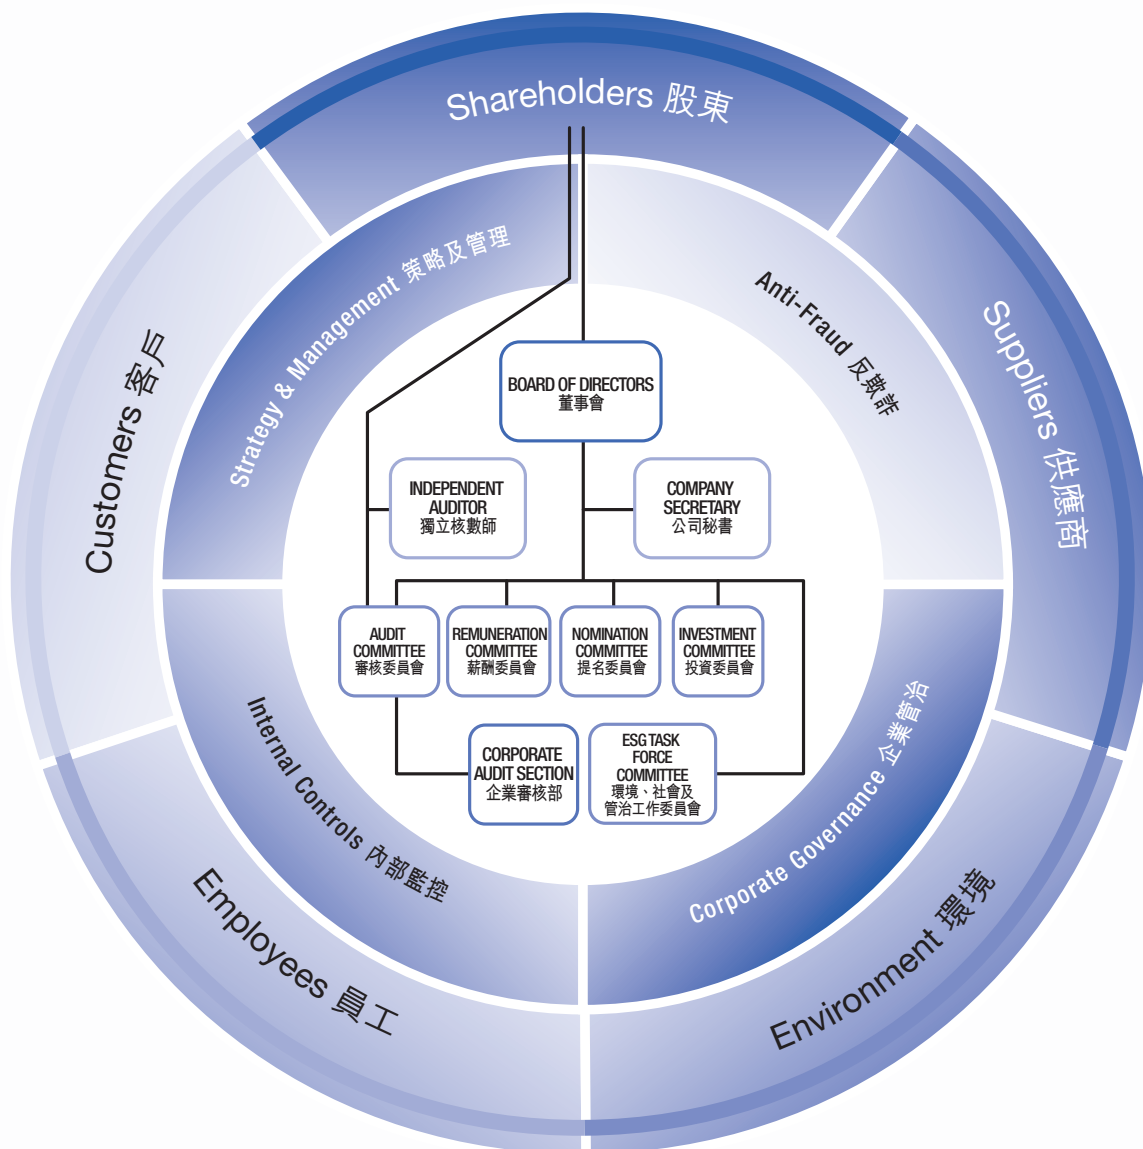 Shareholders 股東
Strategy & Management 策略及管理
Anti-Fraud 反欺詐
Customers 客戶
Suppliers 供應商
BOARD OF DIRECTORS
董事會
INDEPENDENT
AUDITOR
獨立核數師
COMPANY
SECRETARY
公司秘書
AUDIT
COMMITTEE
審核委員會
REMUNERATION
COMMITTEE
薪酬委員會
NOMINATION
COMMITTEE
提名委員會
INVESTMENT
COMMITTEE
投資委員會
CORPORATE
AUDIT SECTION
企業審核部
ESG TASK
FORCE
COMMITTEE
環境、社會及
管治工作委員會
Internal Controls 內部監控
Corporate Governance 企業管治
Employees 員工
Environment 環境